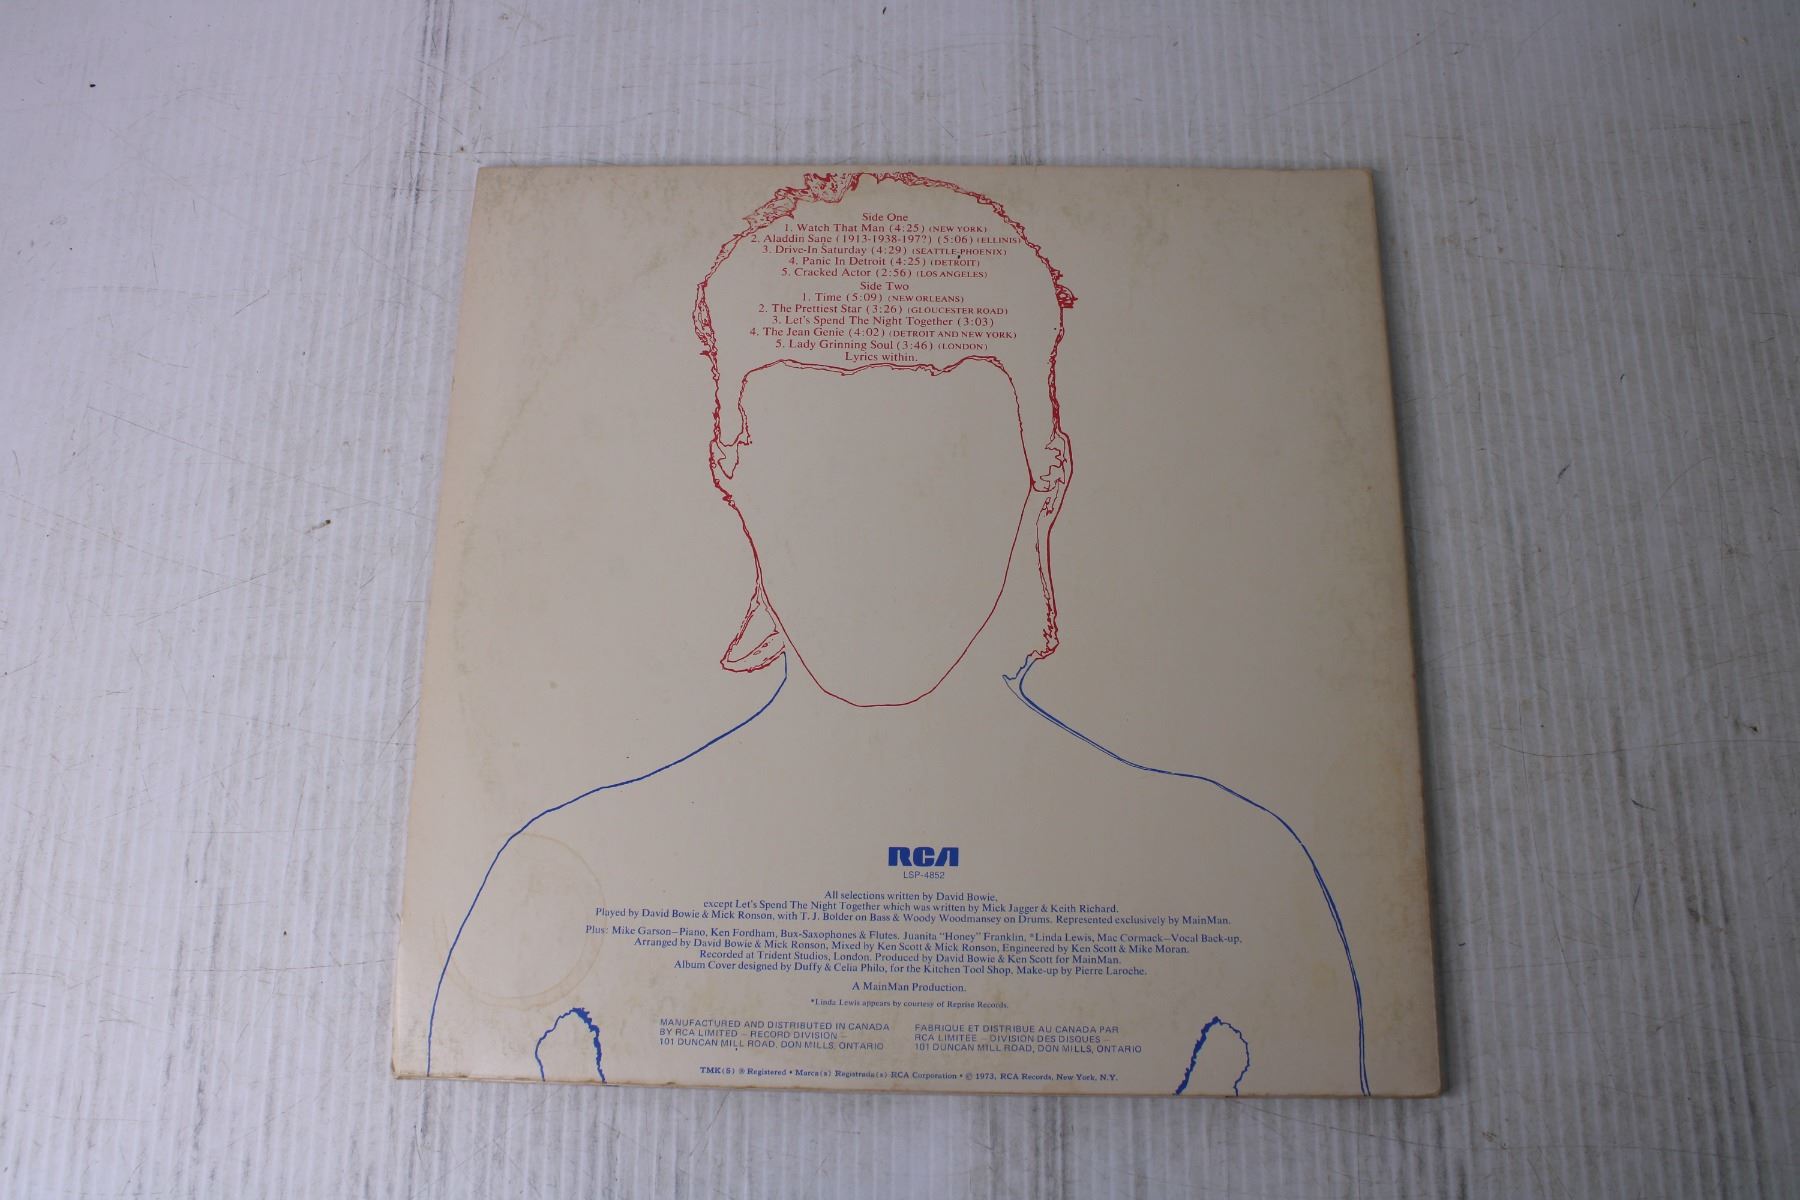 Side One
1. Watch That Man (4:25) (NEW YORK)
2. Aladdin Sane (1913-1938-197?) (5:06) (ELLINIS)
3. Drive-In Saturday (4:29) (SEATTLE-PHOENIX)
4. Panic In Detroit (4:25) (DETROIT)
5. Cracked Actor (2:56) (LOS ANGELES)
Side Two
1. Time (5:09) (NEW ORLEANS)
2. The Prettiest Star (3:26) (GLOUCESTER ROAD)
3. Let's Spend The Night Together (3:03)
4. The Jean Genie (4:02) (DETROIT AND NEW YORK)
5. Lady Grinning Soul (3:46) (LONDON)
Lyrics within.
RCA
LSP-4852
All selections written by David Bowie,
except Let's Spend The Night Together which was written by Mick Jagger & Keith Richard.
Played by David Bowie & Mick Ronson, with T. J. Bolder on Bass & Woody Woodmansey on Drums. Represented exclusively by MainMan.
Plus: Mike Garson—Piano, Ken Fordham, Bux-Saxophones & Flutes. Juanita "Honey" Franklin, *Linda Lewis, Mac Cormack—Vocal Back-up,
Arranged by David Bowie & Mick Ronson, Mixed by Ken Scott & Mick Ronson, Engineered by Ken Scott & Mike Moran.
Recorded at Trident Studios, London. Produced by David Bowie & Ken Scott for MainMan.
Album Cover designed by Duffy & Celia Philo, for the Kitchen Tool Shop. Make-up by Pierre Laroche.
A MainMan Production.
*Linda Lewis appears by courtesy of Reprise Records.
MANUFACTURED AND DISTRIBUTED IN CANADA
BY RCA LIMITED — RECORD DIVISION —
101 DUNCAN MILL ROAD, DON MILLS, ONTARIO
FABRIQUE ET DISTRIBUE AU CANADA PAR
RCA LIMITEE — DIVISION DES DISQUES —
101 DUNCAN MILL ROAD, DON MILLS, ONTARIO
TMK(S) ® Registered • Marca(s) Registrada(s) RCA Corporation • © 1973, RCA Records, New York, N.Y.